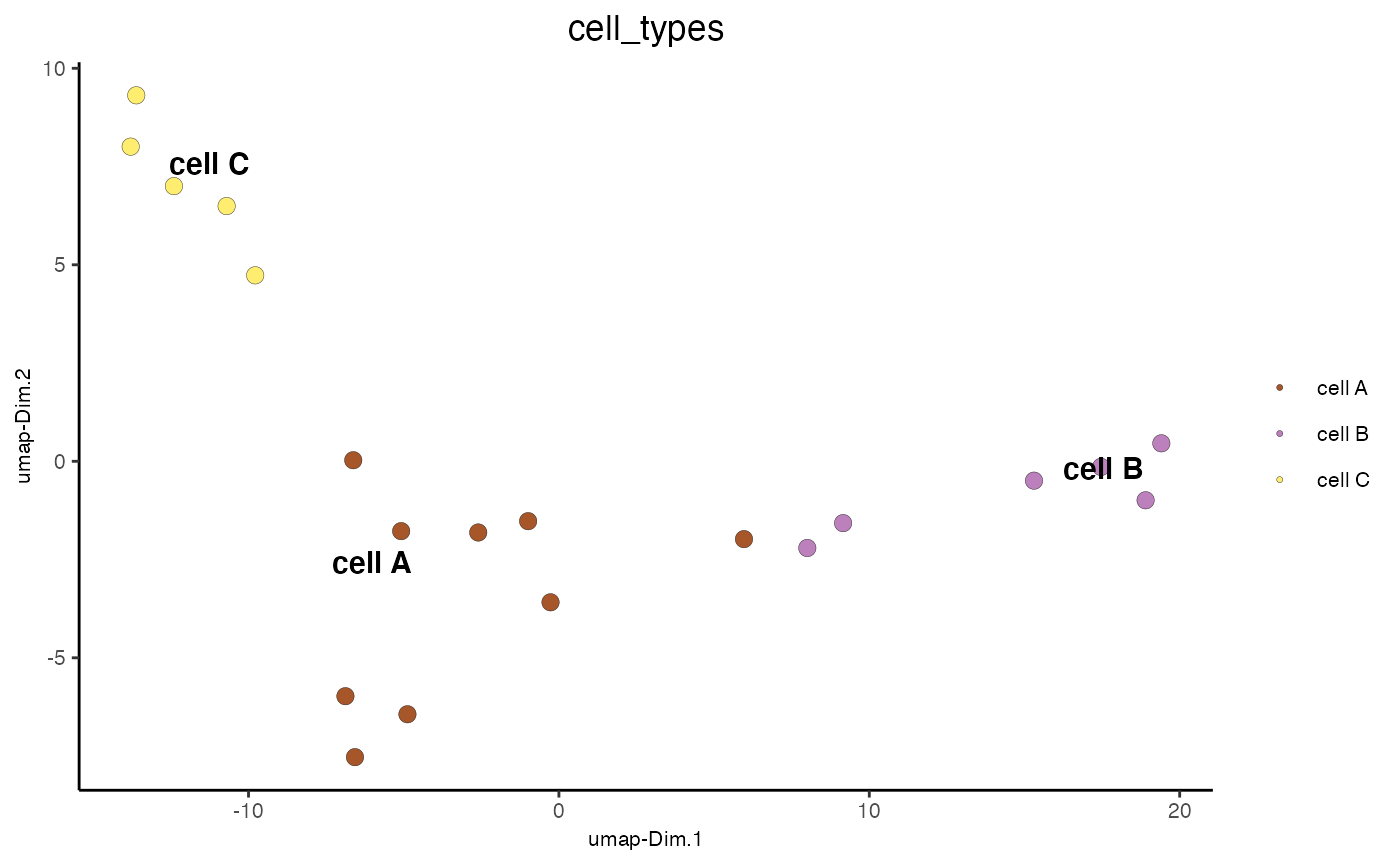 cell_types
10
5
0
-5
umap-Dim.2
cell C
cell A
cell B
-10
0
10
20
umap-Dim.1
cell A
cell B
cell C